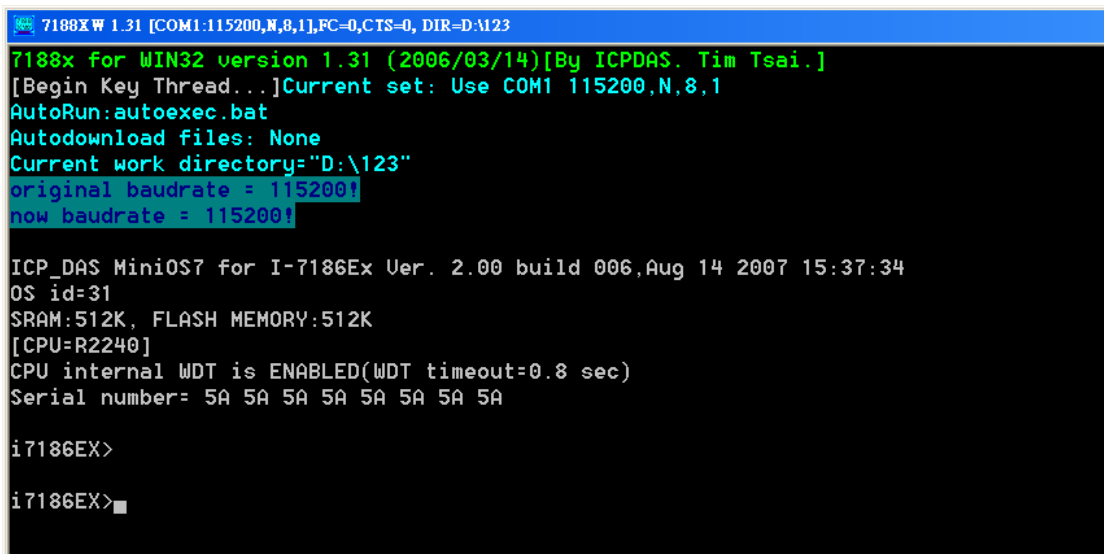 7188XW 1.31 [COM1:115200,N,8,1],FC=0,CTS=0, DIR=D:\123
7188x for WIN32 version 1.31 (2006/03/14)[By ICPDAS. Tim Tsai.]
[Begin Key Thread...]Current set: Use COM1 115200,N,8,1
AutoRun:autoexec.bat
Autodownload files: None
Current work directory="D:\123"
original baudrate = 115200!
now baudrate = 115200!
ICP_DAS MiniOS7 for I-7186Ex Ver. 2.00 build 006,Aug 14 2007 15:37:34
OS id=31
SRAM:512K, FLASH MEMORY:512K
[CPU=R2240]
CPU internal WDT is ENABLED(WDT timeout=0.8 sec)
Serial number= 5A 5A 5A 5A 5A 5A 5A 5A
i7186EX>
i7186EX>